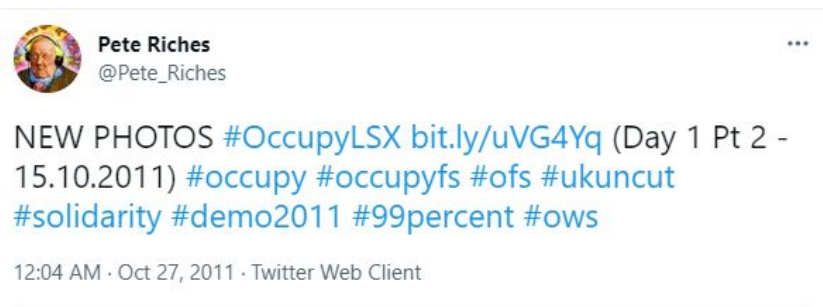 Pete Riches
@Pete_Riches
NEW PHOTOS #OccupyLSX bit.ly/uVG4Yq (Day 1 Pt 2 -
15.10.2011) #occupy #occupyfs #ofs #ukuncut
#solidarity #demo2011 #99percent #ows
12:04 AM · Oct 27, 2011 · Twitter Web Client